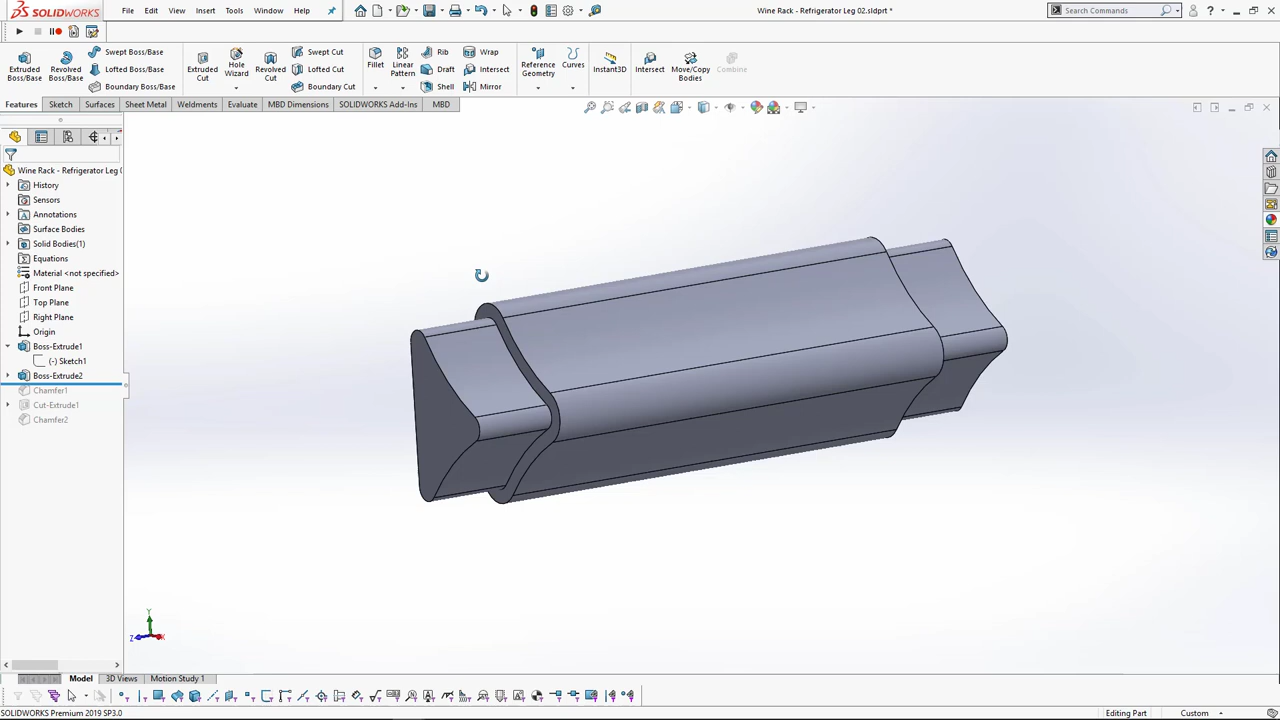 SOLIDWORKS File Edit View Insert Tools Window Help Wine Rack - Refrigerator Leg 02.sldprt * Search Commands
Extruded Boss/Base Revolved Boss/Base Swept Boss/Base Lofted Boss/Base Boundary Boss/Base Extruded Cut Hole Wizard Revolved Cut Swept Cut Lofted Cut Boundary Cut Fillet Linear Pattern Rib Draft Shell Wrap Intersect Mirror Reference Geometry Curves Instant3D Intersect Move/Copy Bodies Combine
Features Sketch Surfaces Sheet Metal Weldments Evaluate MBD Dimensions SOLIDWORKS Add-Ins MBD
Wine Rack - Refrigerator Leg (
History
Sensors
Annotations
Surface Bodies
Solid Bodies(1)
Equations
Material <not specified>
Front Plane
Top Plane
Right Plane
Origin
Boss-Extrude1
(-) Sketch1
Boss-Extrude2
Chamfer1
Cut-Extrude1
Chamfer2
Y
Z X
Model 3D Views Motion Study 1
SOLIDWORKS Premium 2019 SP3.0 Editing Part Custom